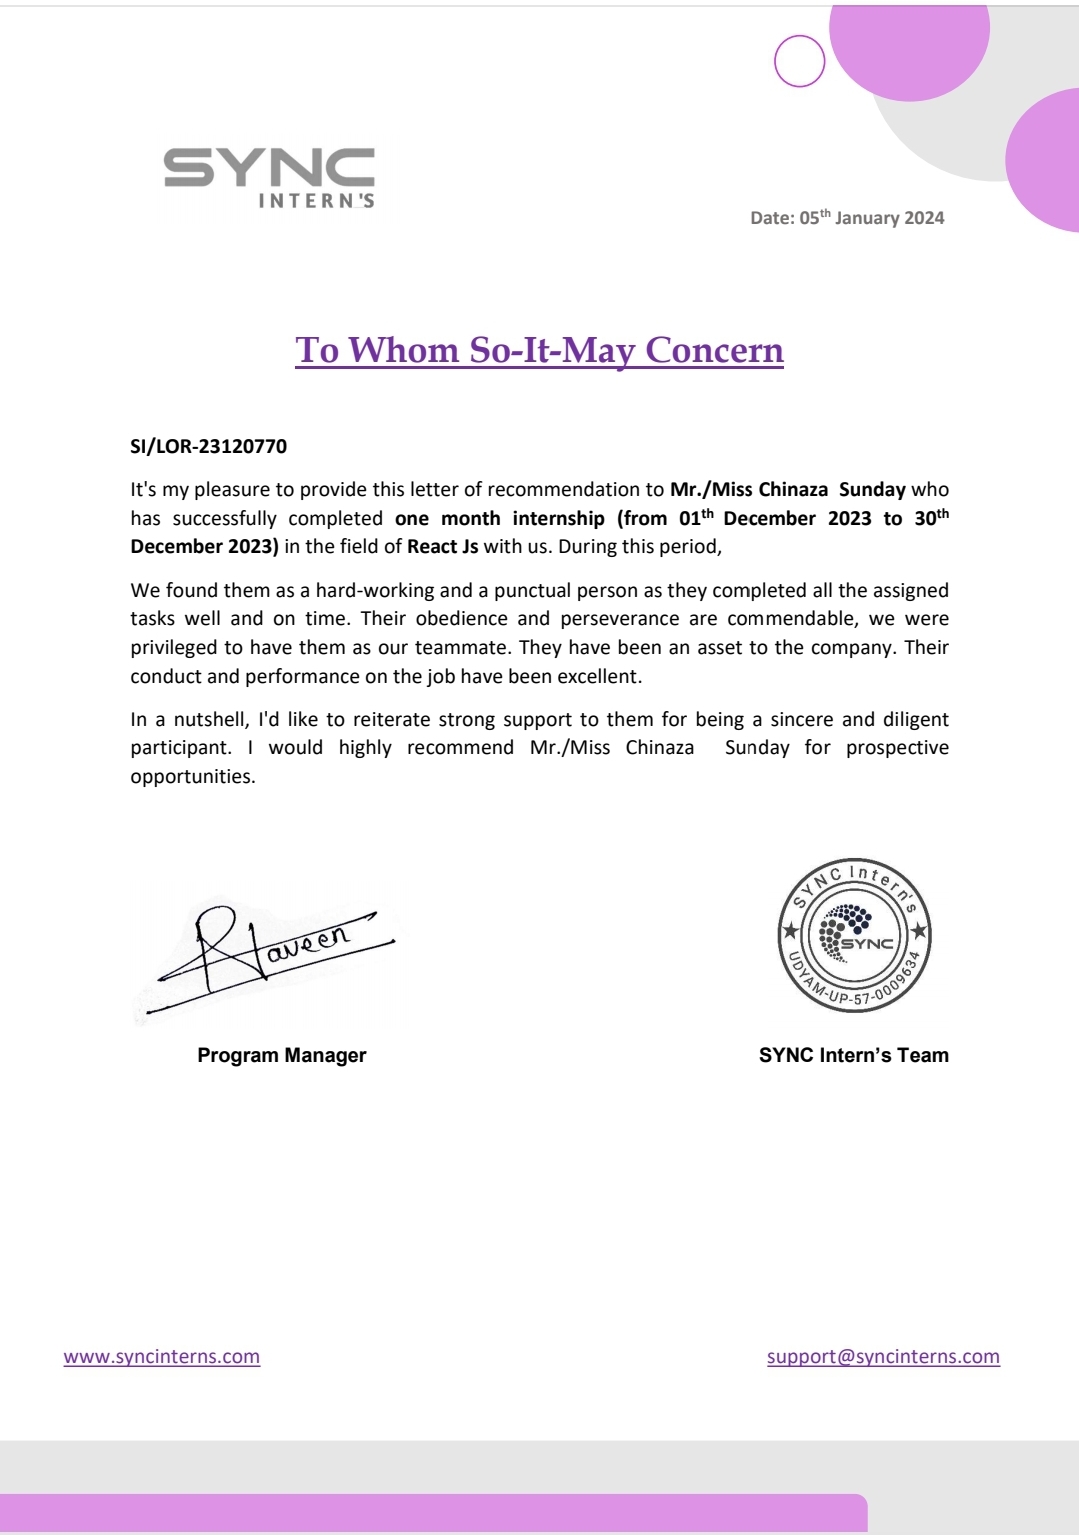 SYNC
INTERN'S
Date: 05th January 2024
To Whom So-It-May Concern
SI/LOR-23120770
It's my pleasure to provide this letter of recommendation to Mr./Miss Chinaza Sunday who
has successfully completed one month internship (from 01th December 2023 to 30th
December 2023) in the field of React Js with us. During this period,
We found them as a hard-working and a punctual person as they completed all the assigned
tasks well and on time. Their obedience and perseverance are commendable, we were
privileged to have them as our teammate. They have been an asset to the company. Their
conduct and performance on the job have been excellent.
In a nutshell, I'd like to reiterate strong support to them for being a sincere and diligent
participant. I would highly recommend Mr./Miss Chinaza Sunday for prospective
opportunities.
SYNC Intern's
SYNC
UDYAM-UP-57-0009634
Program Manager
SYNC Intern’s Team
www.syncinterns.com
support@syncinterns.com